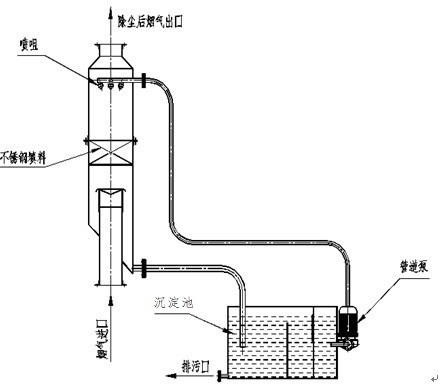 除尘后烟气出口
喷咀
不锈钢填料
管道泵
沉淀池
烟气进口
排污口